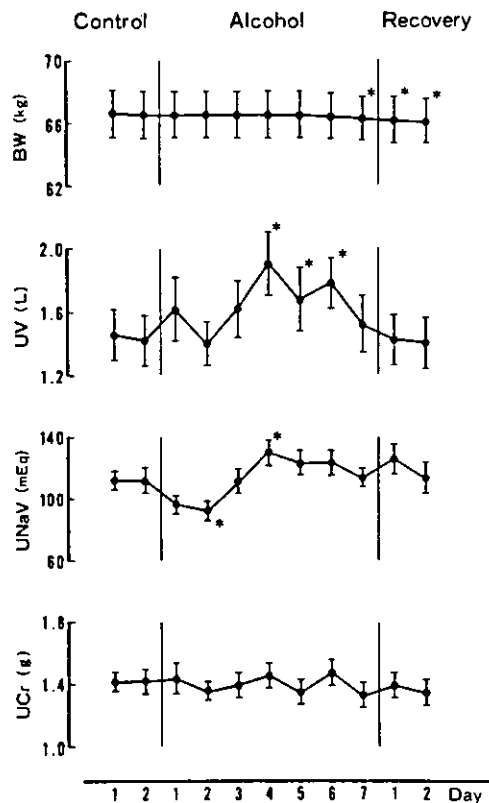 Control Alcohol Recovery
70
BW (kg) 66
62
* * *
2.0
UV (L) 1.6
1.2
* * *
140
UNaV (mEq) 100
60
* *
1.8
UCr (g) 1.4
1.0
1 2 1 2 3 4 5 6 7 1 2 Day